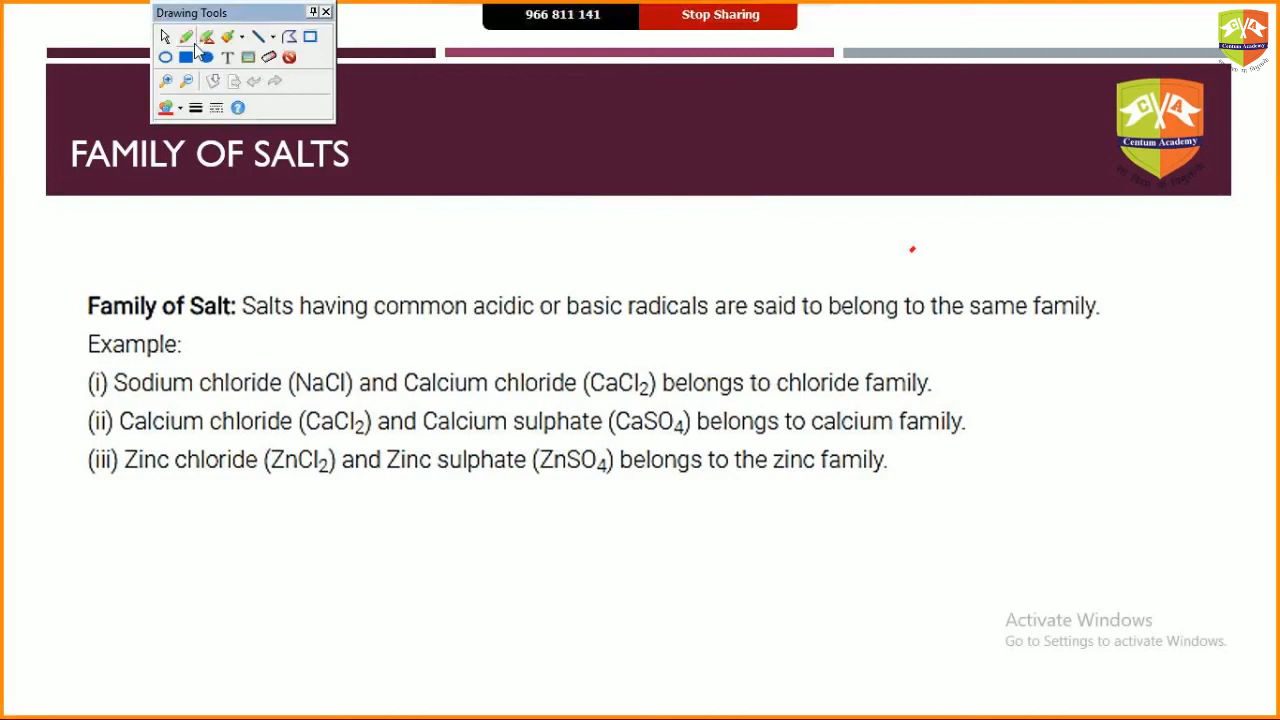 Drawing Tools
966 811 141 Stop Sharing
C A
FAMILY OF SALTS
C A
Centum Academy
Family of Salt: Salts having common acidic or basic radicals are said to belong to the same family.
Example:
(i) Sodium chloride (NaCl) and Calcium chloride (CaCl₂) belongs to chloride family.
(ii) Calcium chloride (CaCl₂) and Calcium sulphate (CaSO₄) belongs to calcium family.
(iii) Zinc chloride (ZnCl₂) and Zinc sulphate (ZnSO₄) belongs to the zinc family.
Activate Windows
Go to Settings to activate Windows.